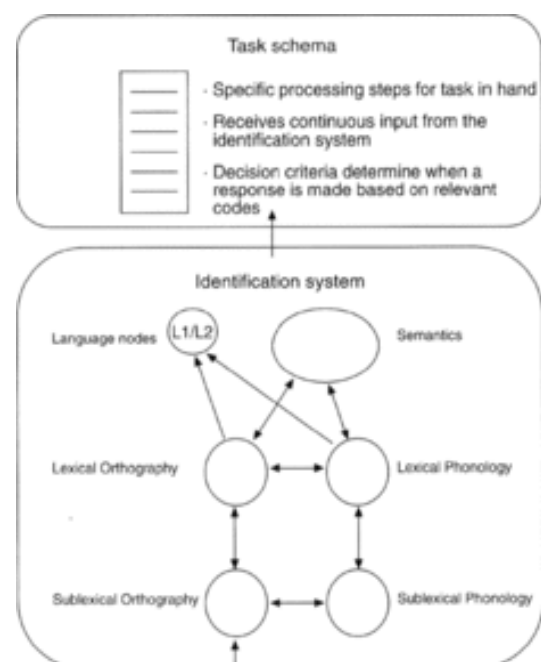 Task schema
· Specific processing steps for task in hand
· Receives continuous input from the
identification system
· Decision criteria determine when a
response is made based on relevant
codes
Identification system
Language nodes
L1/L2
Semantics
Lexical Orthography
Lexical Phonology
Sublexical Orthography
Sublexical Phonology